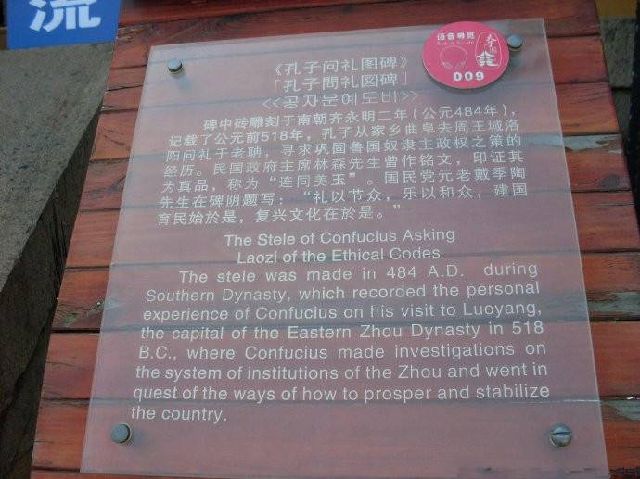 流
语音导览
D09
《孔子问礼图碑》
「孔子問礼図碑」
<<공자문예도비>>
碑中砖雕刻于南朝齐永明二年（公元484年），
记载了公元前518年，孔子从家乡曲阜去周王城洛
阳问礼于老聃，寻求巩固鲁国奴隶主政权之策的
经历。民国政府主席林森先生曾作铭文，印证其
为真品，称为“连同美玉”。国民党元老戴季陶
先生在碑阴题写：“礼以节众，乐以和众，建国
育民始於是，复兴文化在於是。”
The Stele of Confucius Asking
Laozi of the Ethical Codes
The stele was made in 484 A.D. during
Southern Dynasty, which recorded the personal
experience of Confucius on his visit to Luoyang,
the capital of the Eastern Zhou Dynasty in 518
B.C., where Confucius made investigations on
the system of institutions of the Zhou and went in
quest of the ways of how to prosper and stabilize
the country.